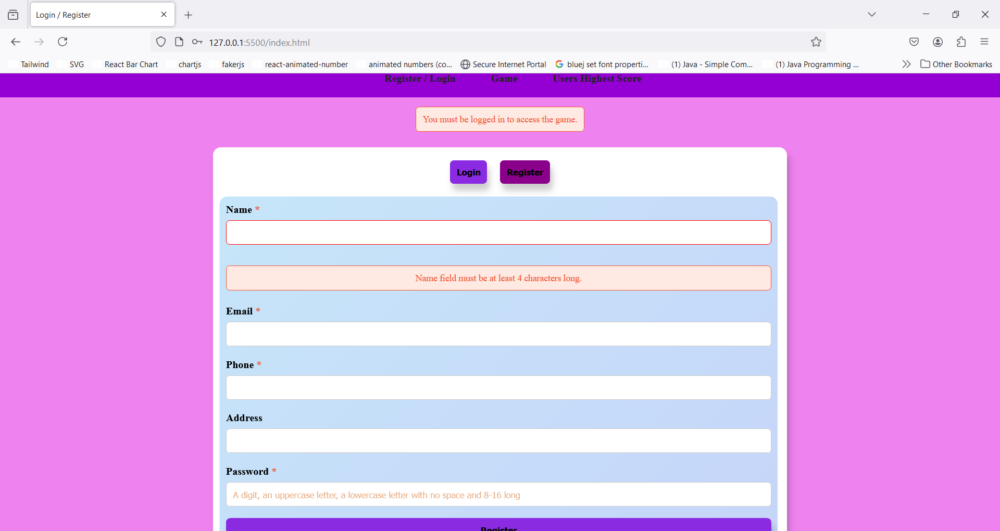 Login / Register
127.0.0.1:5500/index.html
Tailwind SVG React Bar Chart chartjs fakerjs react-animated-number animated numbers (co... Secure Internet Portal bluej set font properti... (1) Java - Simple Com... (1) Java Programming ... Other Bookmarks
Register / Login Game Users Highest Score
You must be logged in to access the game.
Login Register
Name *
Name field must be at least 4 characters long.
Email *
Phone *
Address
Password *
A digit, an uppercase letter, a lowercase letter with no space and 8-16 long
Register